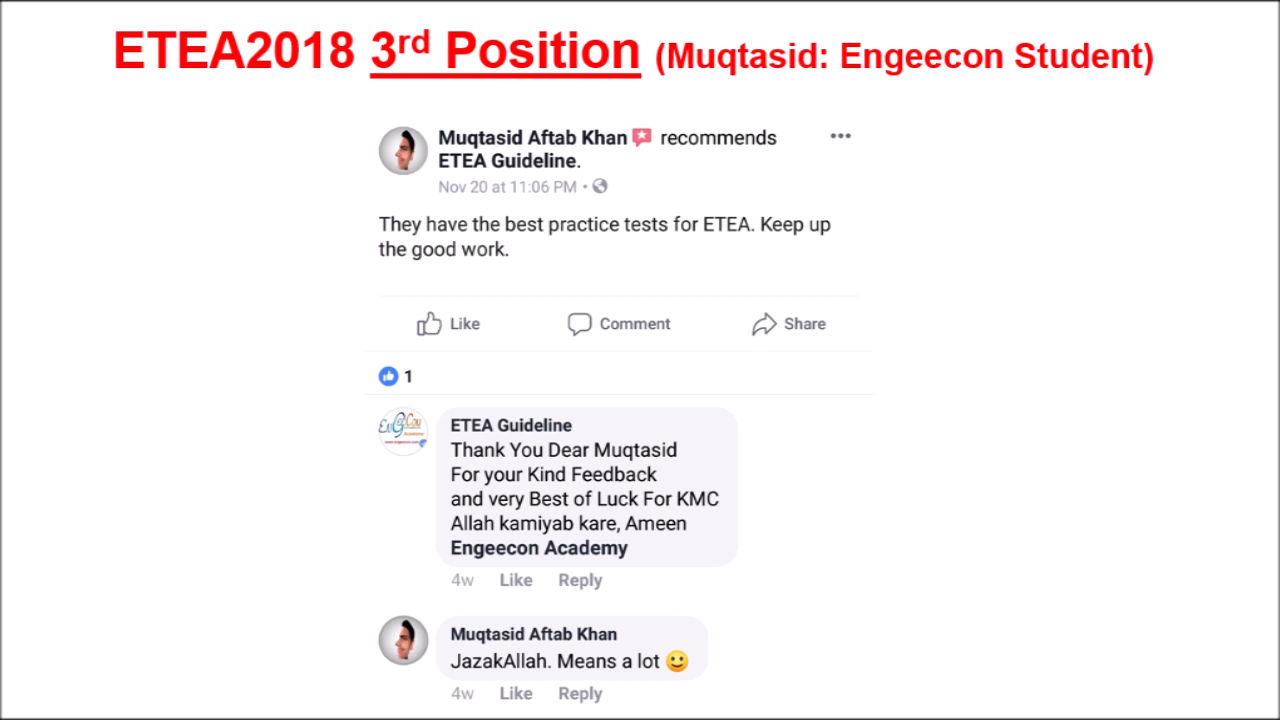 ETEA2018 3rd Position (Muqtasid: Engeecon Student)
Muqtasid Aftab Khan recommends
ETEA Guideline.
Nov 20 at 11:06 PM •
They have the best practice tests for ETEA. Keep up
the good work.
Like Comment Share
1
ETEA Guideline
Thank You Dear Muqtasid
For your Kind Feedback
and very Best of Luck For KMC
Allah kamiyab kare, Ameen
Engeecon Academy
4w Like Reply
Muqtasid Aftab Khan
JazakAllah. Means a lot 🙂
4w Like Reply